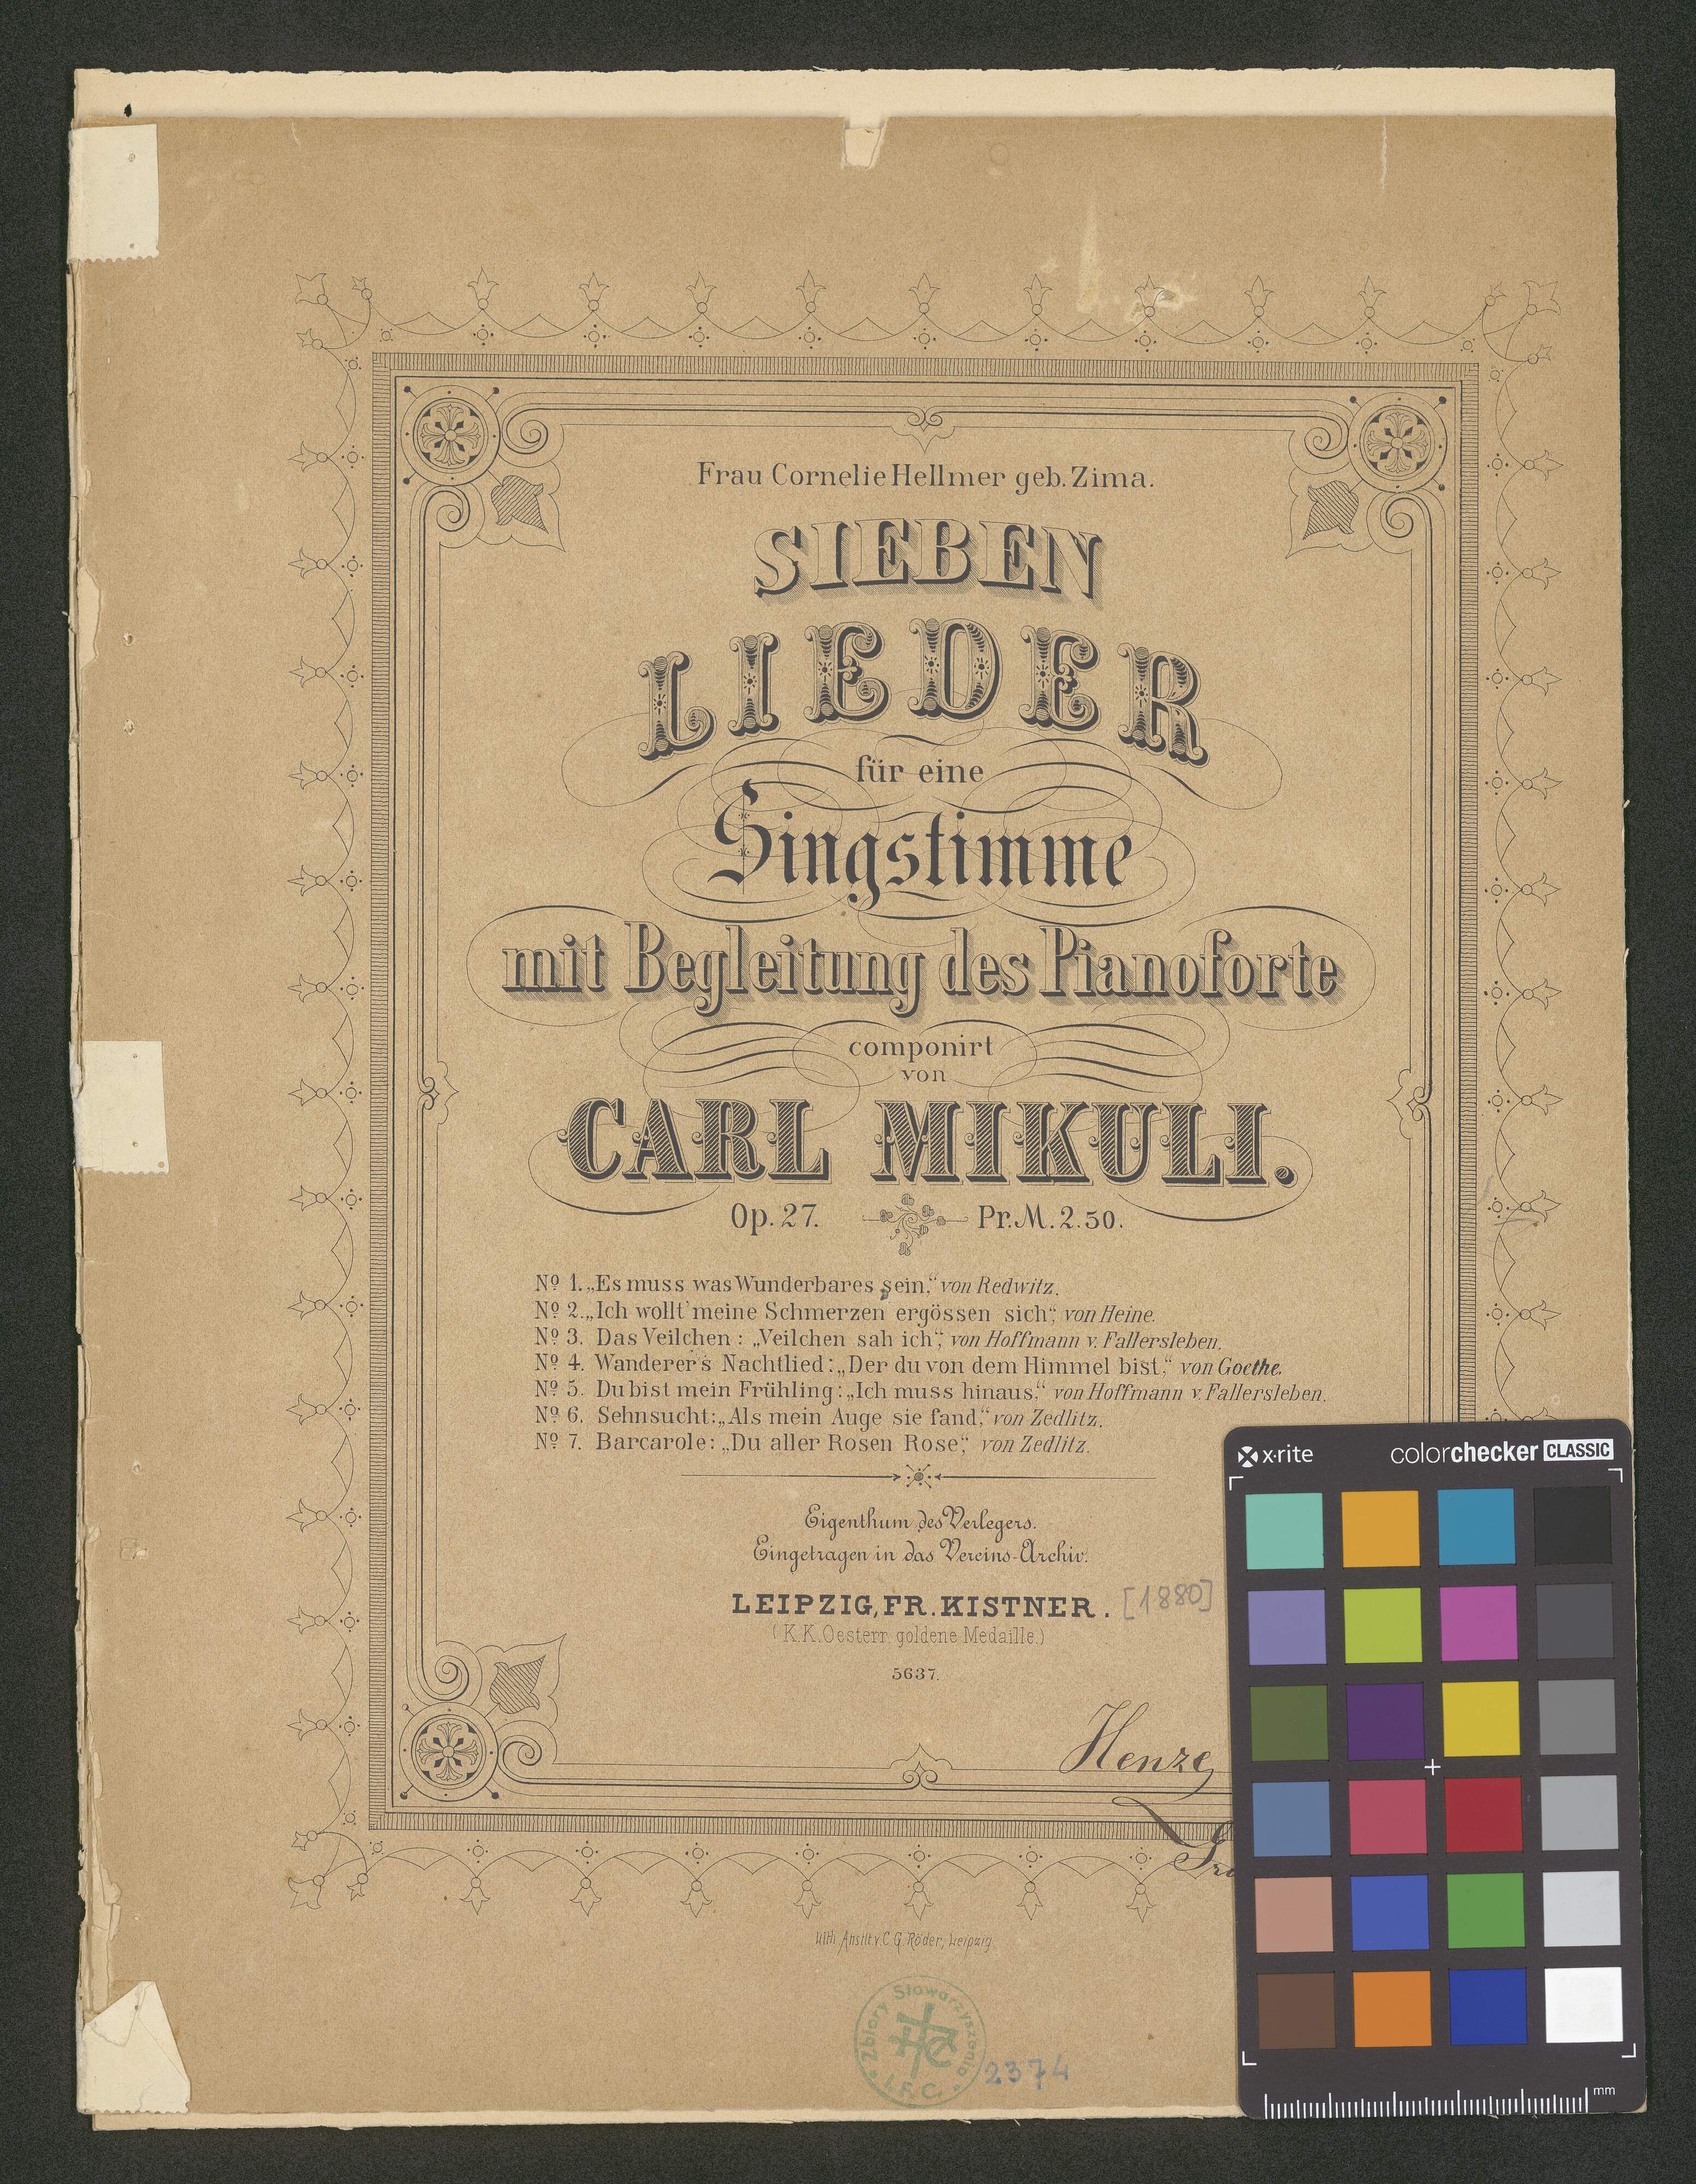 Frau Cornelie Hellmer geb. Zima.
SIEBEN
LIEDER
für eine
Singstimme
mit Begleitung des Pianoforte
componirt
von
CARL MIKULI.
Op. 27. Pr. M. 2.50.
No 1. „Es muss was Wunderbares sein,“ von Redwitz.
No 2. „Ich wollt' meine Schmerzen ergössen sich“, von Heine.
No 3. Das Veilchen: „Veilchen sah ich“, von Hoffmann v. Fallersleben.
No 4. Wanderer's Nachtlied: „Der du von dem Himmel bist,“ von Goethe.
No 5. Du bist mein Frühling: „Ich muss hinaus.“ von Hoffmann v. Fallersleben.
No 6. Sehnsucht: „Als mein Auge sie fand,“ von Zedlitz.
No 7. Barcarole: „Du aller Rosen Rose“, von Zedlitz.
Eigenthum des Verlegers.
Eingetragen in das Vereins-Archiv.
LEIPZIG, FR. KISTNER. [1880]
(K.K. Oesterr. goldene Medaille.)
5637.
Henze
Lith. Anstlt. v. C. G. Röder, Leipzig.
Zbiory Stowarzyszenia
I. F. C.
2374
x-rite colorchecker CLASSIC
mm